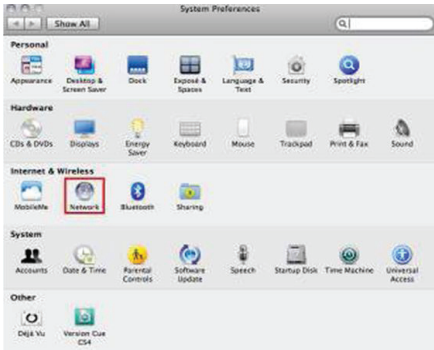 System Preferences
Show All
Personal
Appearance Desktop & Screen Saver Dock Exposé & Spaces Language & Text Security Spotlight
Hardware
CDs & DVDs Displays Energy Saver Keyboard Mouse Trackpad Print & Fax Sound
Internet & Wireless
MobileMe Network Bluetooth Sharing
System
Accounts Date & Time Parental Controls Software Update Speech Startup Disk Time Machine Universal Access
Other
Déjà Vu Version Cue CS4